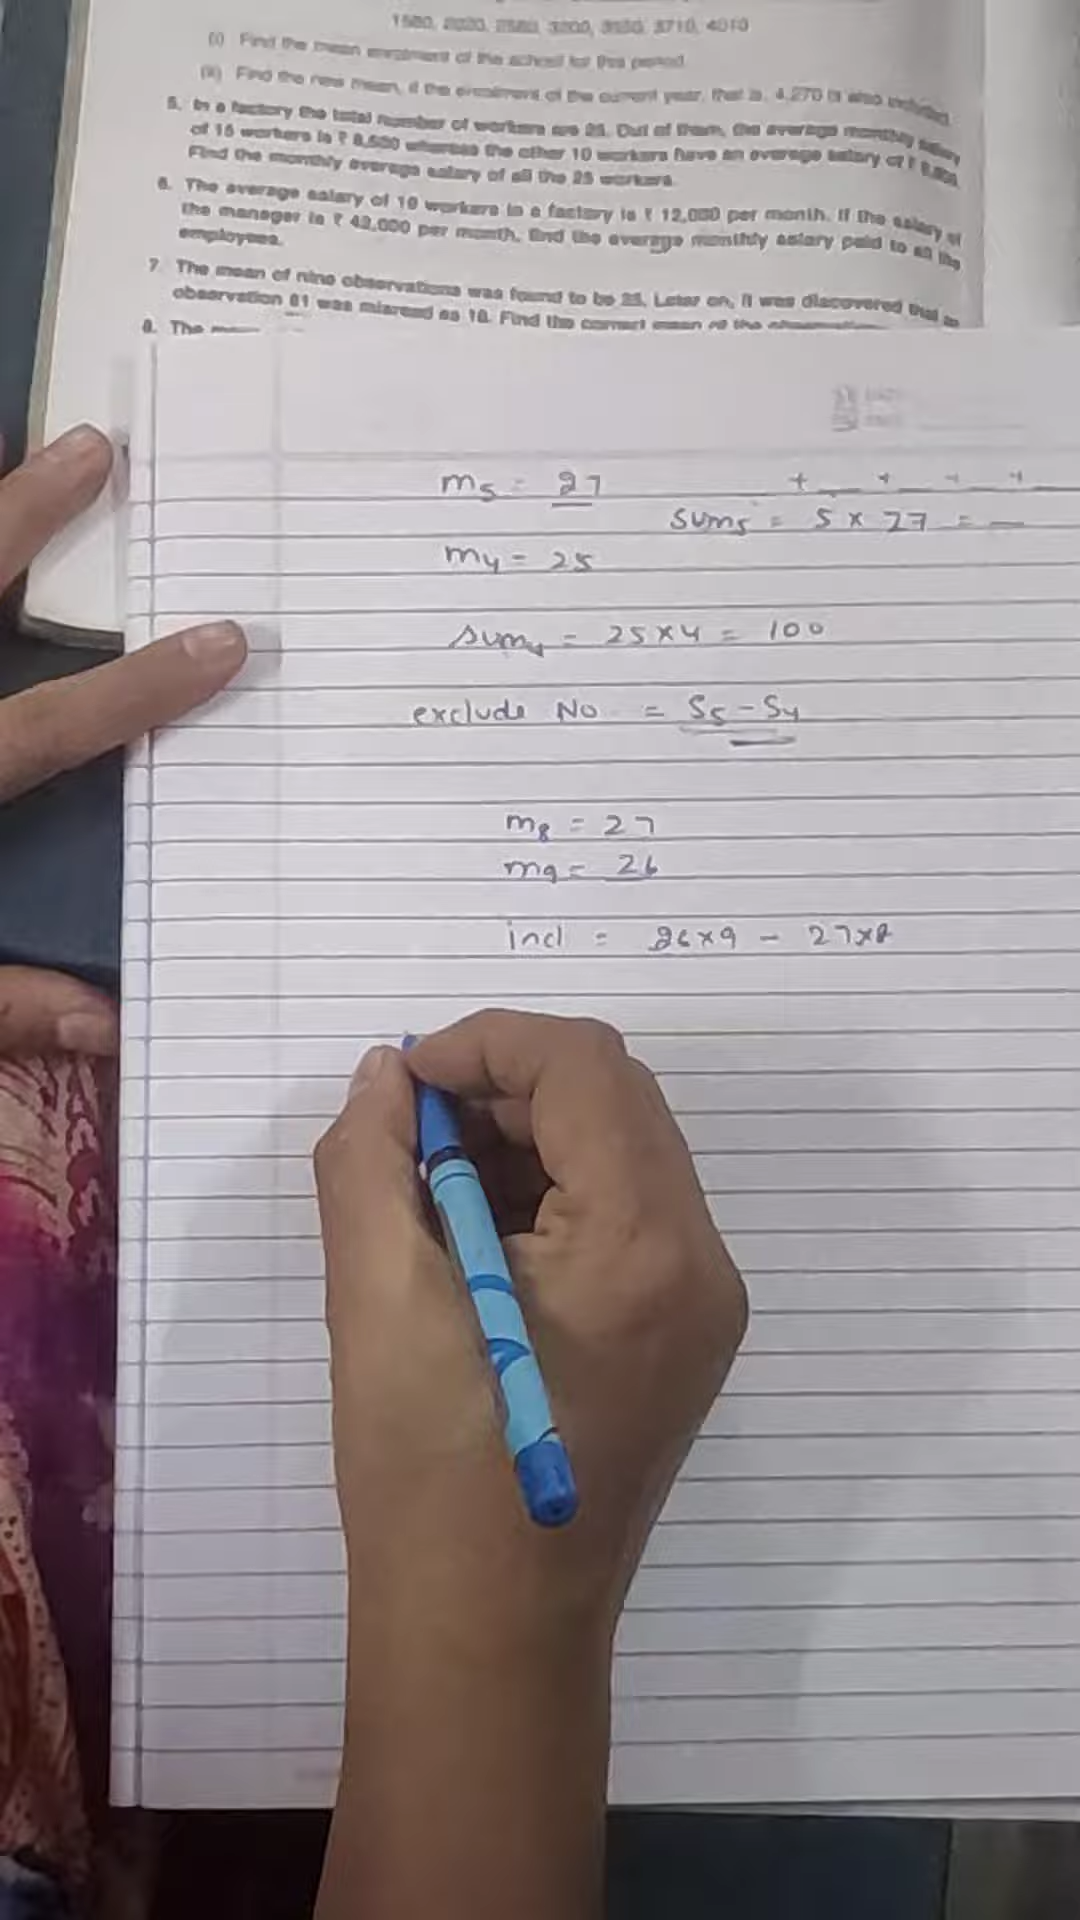 1580, 2020, 2580, 3200, 3710, 4010
(i) Find the mean enrolment of the school for this period.
(ii) Find the new mean, if the enrolment of the current year, that is, 4,270 is also included.
5. In a factory the total number of workers are 25. Out of them, the average monthly salary
of 15 workers is ₹ 8,500 whereas the other 10 workers have an average salary of ₹
Find the monthly average salary of all the 25 workers.
6. The average salary of 19 workers in a factory is ₹ 12,000 per month. If the salary of
the manager is ₹ 42,000 per month, find the average monthly salary paid to all the
employees.
7. The mean of nine observations was found to be 35. Later on, it was discovered that an
observation 81 was misread as 18. Find the correct mean of the observations
8. The
m5 = 27
+ __ + __ + __ + __
sum5 = 5 × 27 = —
m4 = 25
sum4 = 25 × 4 = 100
exclude No = S5 - S4
m8 = 27
m9 = 26
incl = 26×9 - 27×8